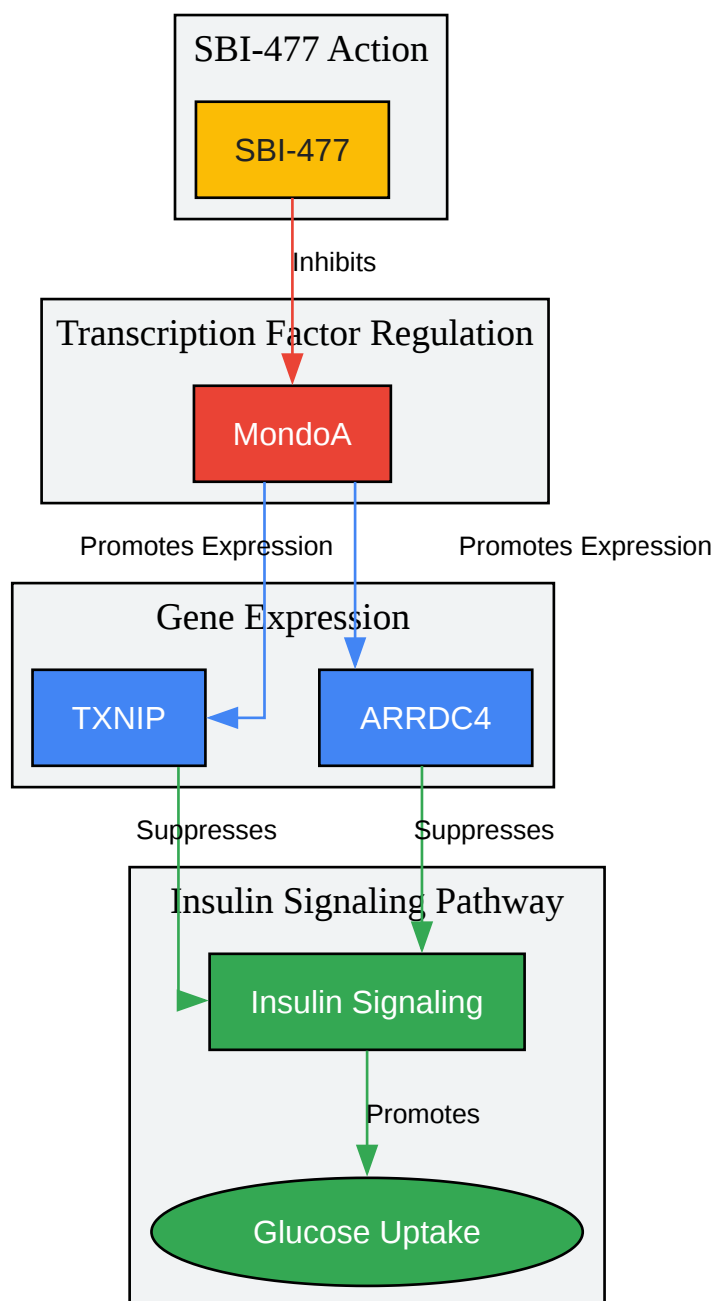 SBI-477 Action
SBI-477
Inhibits
Transcription Factor Regulation
MondoA
Promotes Expression
Promotes Expression
Gene Expression
TXNIP
ARRDC4
Suppresses
Suppresses
Insulin Signaling Pathway
Insulin Signaling
Promotes
Glucose Uptake